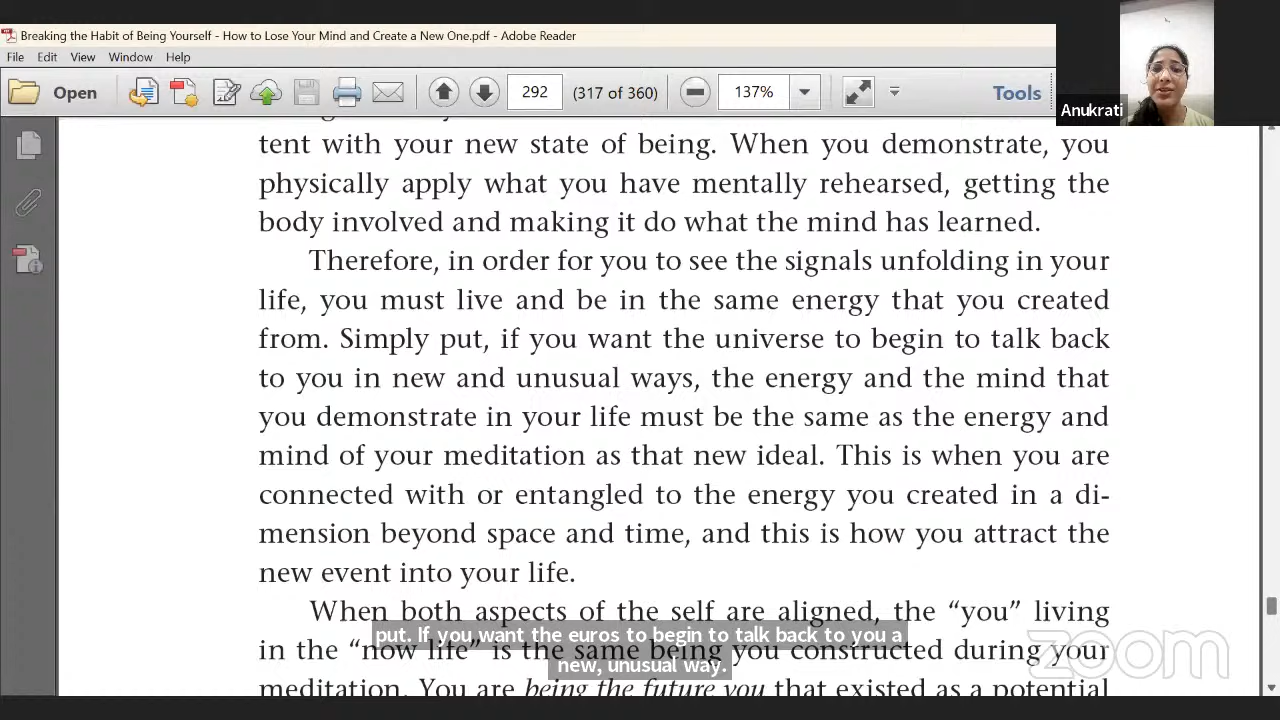 Breaking the Habit of Being Yourself - How to Lose Your Mind and Create a New One.pdf - Adobe Reader
File Edit View Window Help
Open 292 (317 of 360) 137% Tools
Anukrati
tent with your new state of being. When you demonstrate, you
physically apply what you have mentally rehearsed, getting the
body involved and making it do what the mind has learned.
Therefore, in order for you to see the signals unfolding in your
life, you must live and be in the same energy that you created
from. Simply put, if you want the universe to begin to talk back
to you in new and unusual ways, the energy and the mind that
you demonstrate in your life must be the same as the energy and
mind of your meditation as that new ideal. This is when you are
connected with or entangled to the energy you created in a di-
mension beyond space and time, and this is how you attract the
new event into your life.
When both aspects of the self are aligned, the “you” living
put. If you want the euros to begin to talk back to you a
in the “now life” is the same being you constructed during your
new, unusual way.
meditation. You are being the future you that existed as a potential
zoom